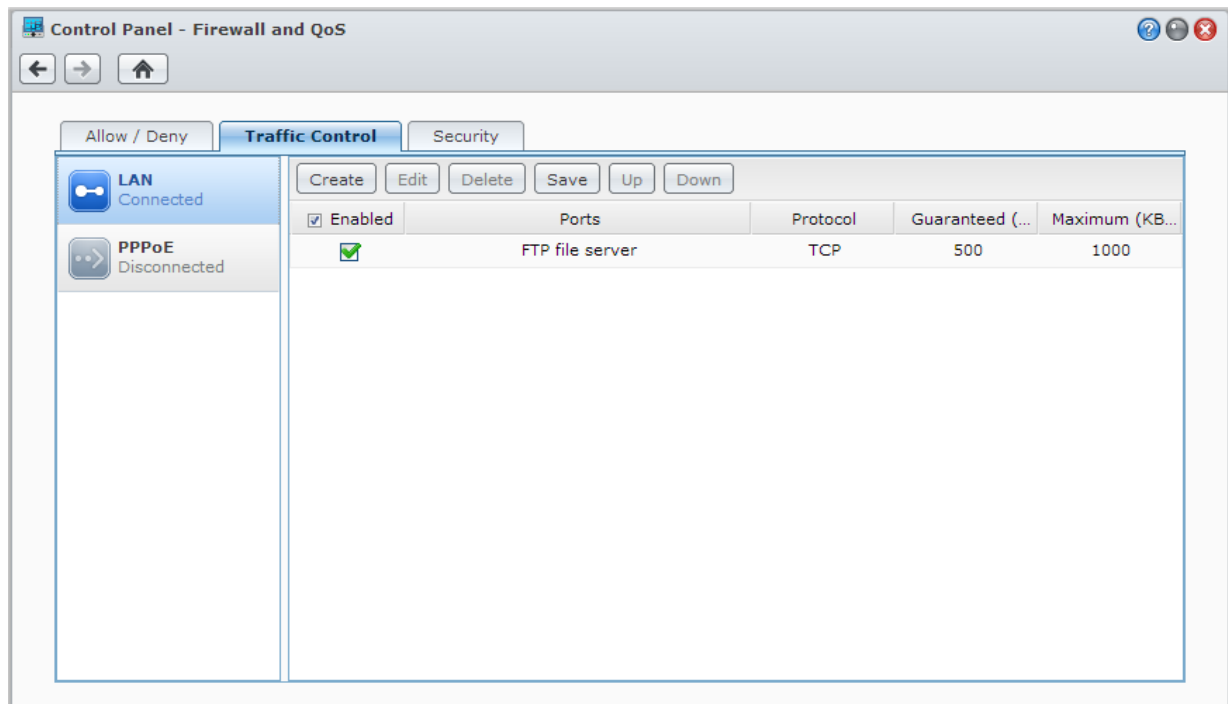 Control Panel - Firewall and QoS
Allow / Deny Traffic Control Security
LAN
Connected
PPPoE
Disconnected
Create Edit Delete Save Up Down
Enabled Ports Protocol Guaranteed (... Maximum (KB...
FTP file server TCP 500 1000